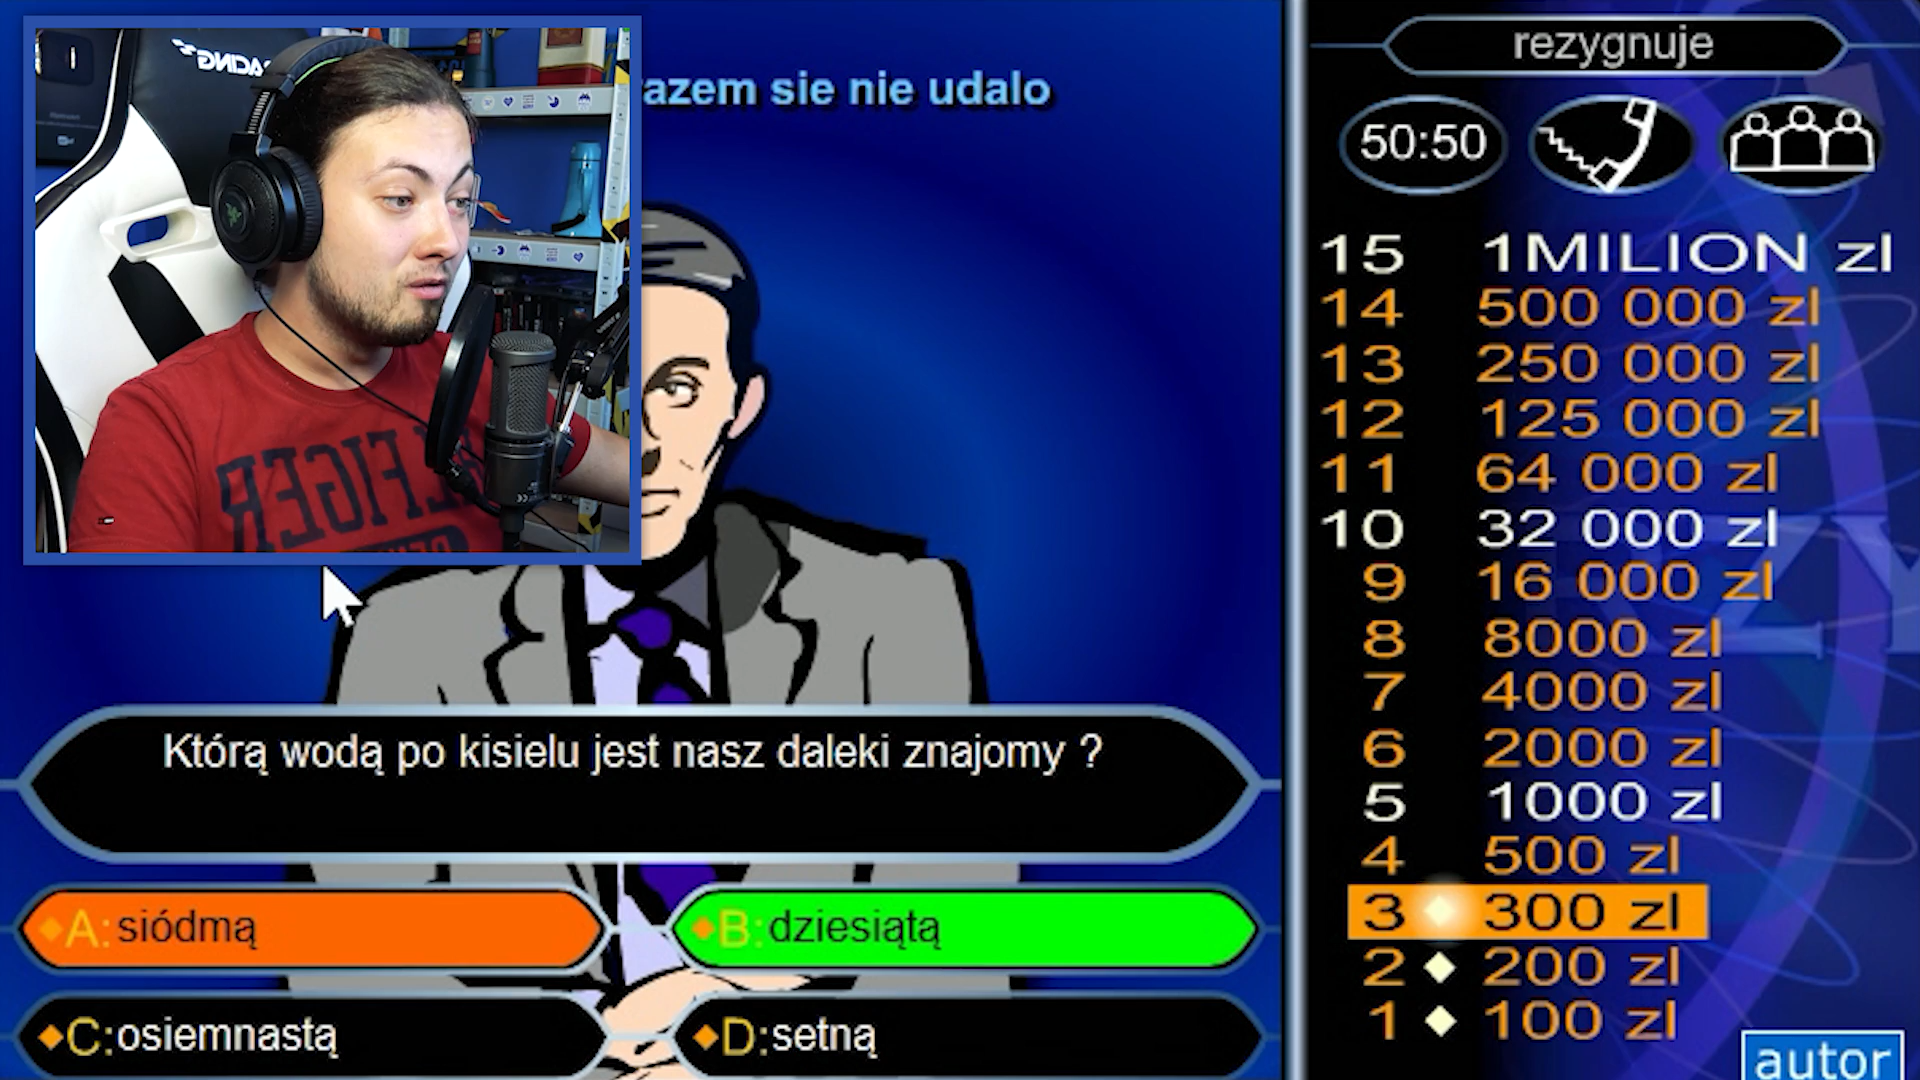 azem sie nie udalo
rezygnuje
50:50
15 1MILION zl
14 500 000 zl
13 250 000 zl
12 125 000 zl
11 64 000 zl
10 32 000 zl
9 16 000 zl
8 8000 zl
7 4000 zl
6 2000 zl
5 1000 zl
4 500 zl
3 300 zl
2 200 zl
1 100 zl
Którą wodą po kisielu jest nasz daleki znajomy ?
A: siódmą
B: dziesiątą
C: osiemnastą
D: setną
autor